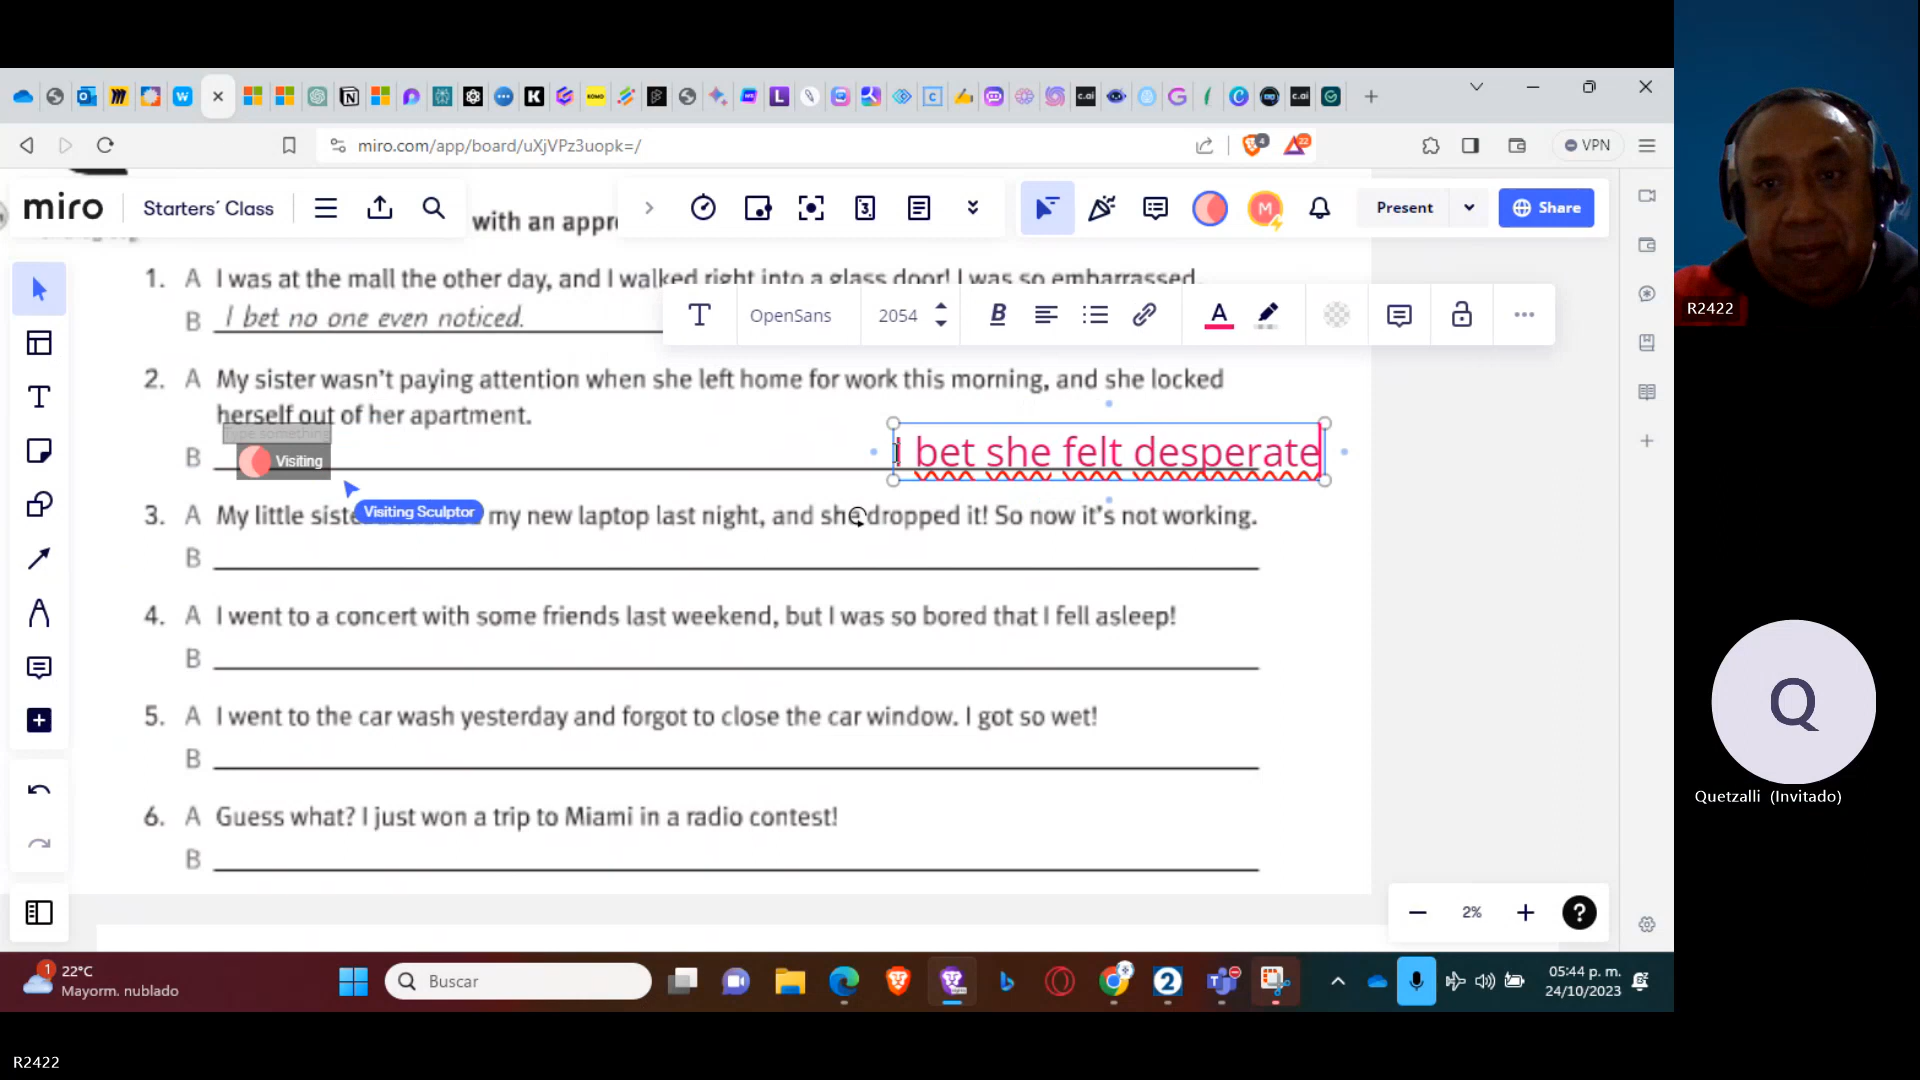 miro.com/app/board/uXjVPz3uopk=/
VPN
miro
Starters´ Class
with an appr
Present
Share
1. A I was at the mall the other day, and I walked right into a glass door! I was so embarrassed.
B I bet no one even noticed.
OpenSans
2054
2. A My sister wasn't paying attention when she left home for work this morning, and she locked
herself out of her apartment.
Type something
B
I bet she felt desperate
Visiting
Visiting Sculptor
3. A My little siste my new laptop last night, and she dropped it! So now it's not working.
B
4. A I went to a concert with some friends last weekend, but I was so bored that I fell asleep!
B
5. A I went to the car wash yesterday and forgot to close the car window. I got so wet!
B
6. A Guess what? I just won a trip to Miami in a radio contest!
B
2%
R2422
Q
Quetzalli (Invitado)
1
22°C
Mayorm. nublado
Buscar
05:44 p. m.
24/10/2023
R2422